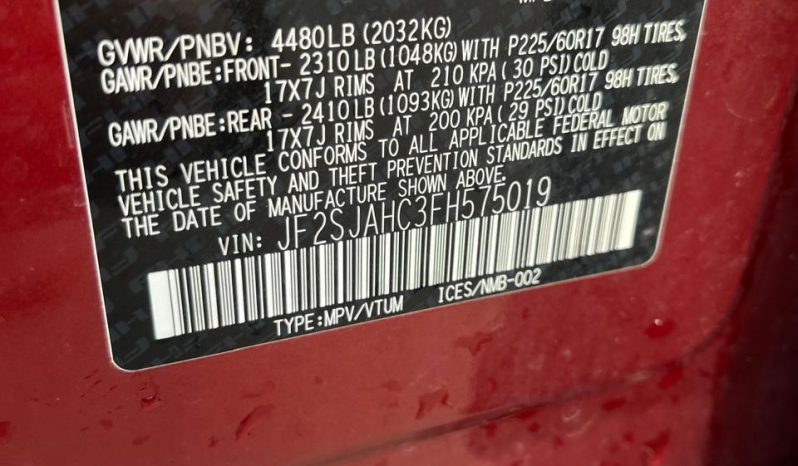 GVWR/PNBV: 4480LB(2032KG)
GAWR/PNBE:FRONT- 2310LB(1048KG)WITH P225/60R17 98H TIRES,
17X7J RIMS AT 210 KPA(30 PSI)COLD
GAWR/PNBE:REAR - 2410LB(1093KG)WITH P225/60R17 98H TIRES,
17X7J RIMS AT 200 KPA(29 PSI)COLD
THIS VEHICLE CONFORMS TO ALL APPLICABLE FEDERAL MOTOR
VEHICLE SAFETY AND THEFT PREVENTION STANDARDS IN EFFECT ON
THE DATE OF MANUFACTURE SHOWN ABOVE.
VIN: JF2SJAHC3FH575019
TYPE:MPV/VTUM ICES/NMB-002